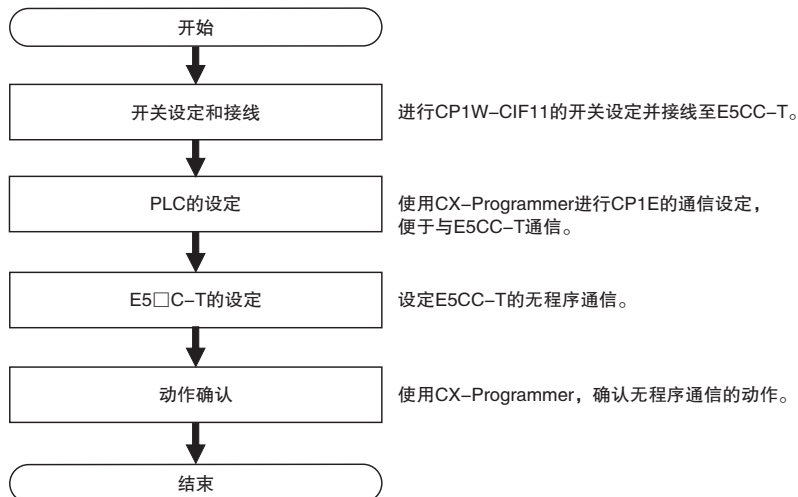 开始
开关设定和接线
进行CP1W-CIF11的开关设定并接线至E5CC-T。
PLC的设定
使用CX-Programmer进行CP1E的通信设定，
便于与E5CC-T通信。
E5□C-T的设定
设定E5CC-T的无程序通信。
动作确认
使用CX-Programmer，确认无程序通信的动作。
结束